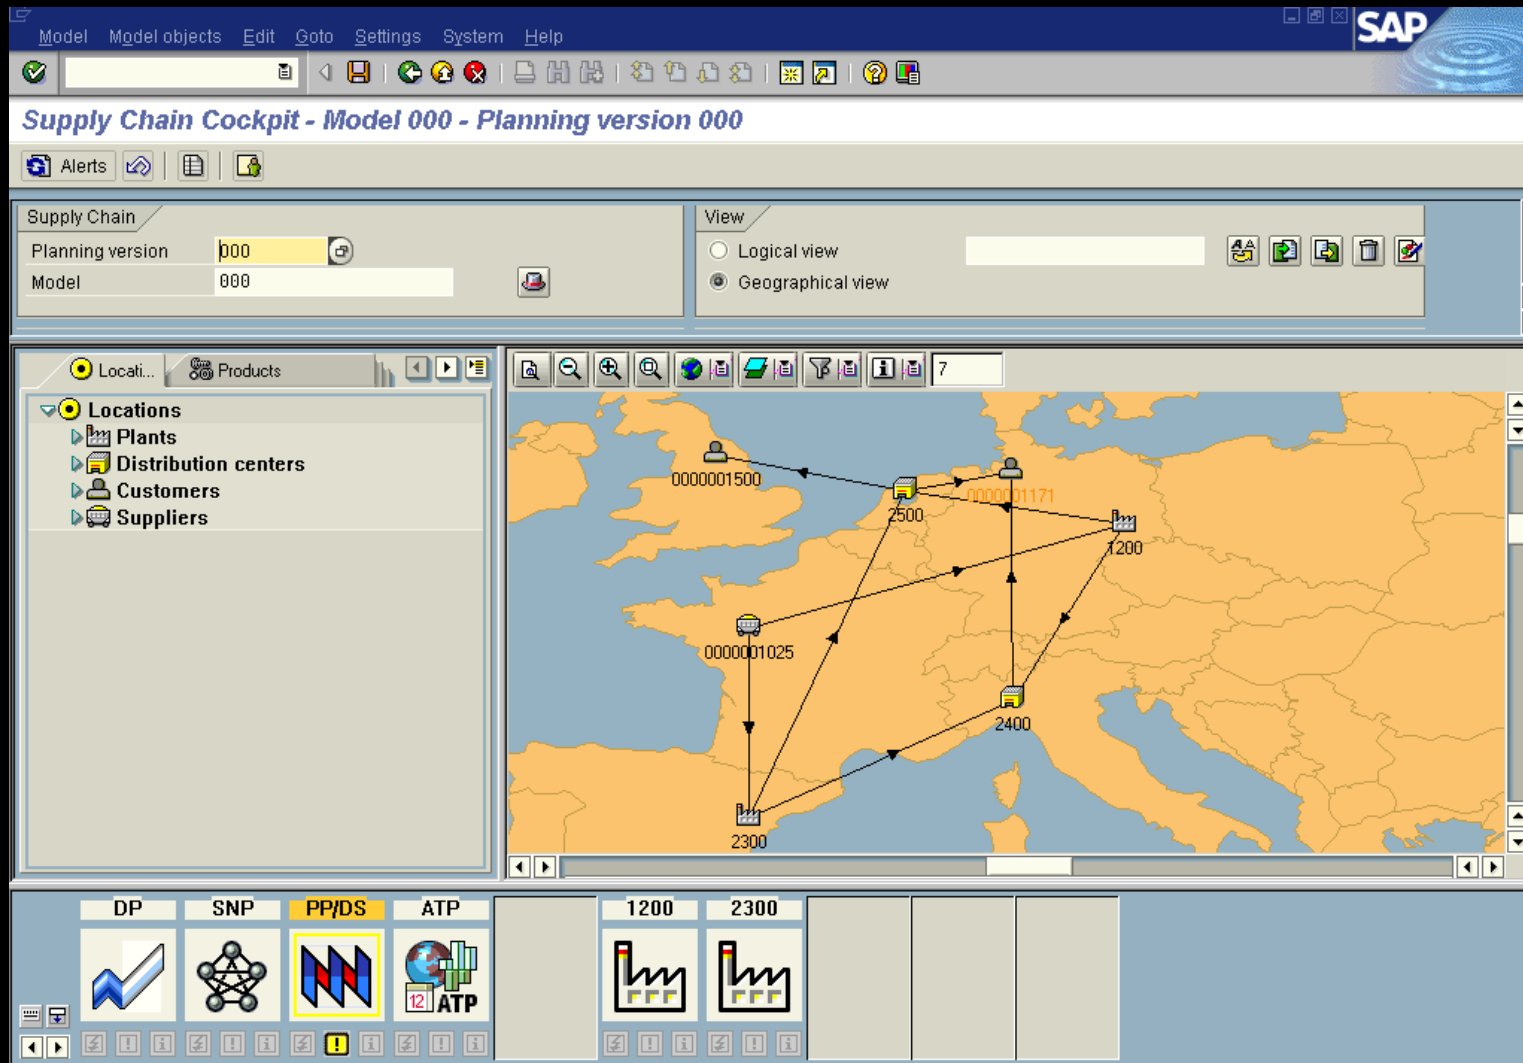 Model Model objects Edit Goto Settings System Help
SAP
Supply Chain Cockpit - Model 000 - Planning version 000
Alerts
Supply Chain
View
Planning version 000
Logical view
Model 000
Geographical view
Locati... Products
7
Locations
Plants
Distribution centers
Customers
Suppliers
0000001500
0000001171
2500
1200
0000001025
2400
2300
DP SNP PP/DS ATP 1200 2300
12 ATP